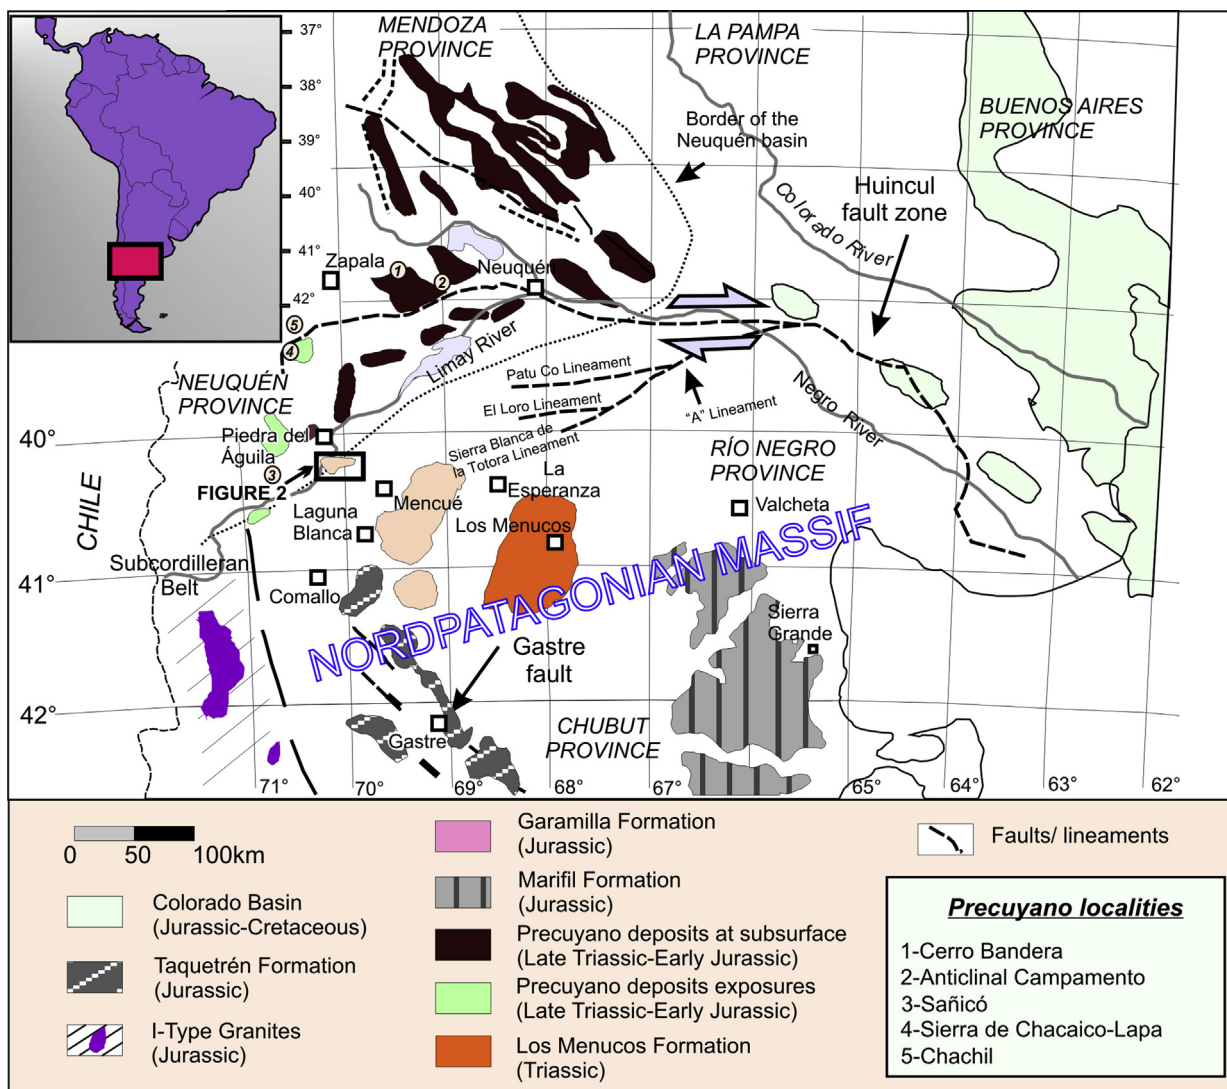 37°
38°
39°
40°
41°
42°
MENDOZA
PROVINCE
LA PAMPA
PROVINCE
BUENOS AIRES
PROVINCE
Border of the
Neuquén basin
Huincul
fault zone
Colorado River
Zapala
1
2
Neuquén
5
4
Limay River
NEUQUÉN
PROVINCE
Patu Co Lineament
El Loro Lineament
"A" Lineament
Negro River
40°
Piedra del
Águila
3
Sierra Blanca de
la Totora Lineament
RÍO NEGRO
PROVINCE
FIGURE 2
CHILE
Laguna
Blanca
Mencué
La
Esperanza
Los Menucos
Valcheta
Subcordilleran
Belt
41°
Comallo
NORDPATAGONIAN MASSIF
Sierra
Grande
Gastre
fault
42°
Gastre
CHUBUT
PROVINCE
71°
70°
69°
68°
67°
65°
64°
63°
62°
0 50 100km
Colorado Basin
(Jurassic-Cretaceous)
Taquetrén Formation
(Jurassic)
I-Type Granites
(Jurassic)
Garamilla Formation
(Jurassic)
Marifil Formation
(Jurassic)
Precuyano deposits at subsurface
(Late Triassic-Early Jurassic)
Precuyano deposits exposures
(Late Triassic-Early Jurassic)
Los Menucos Formation
(Triassic)
Faults/ lineaments
Precuyano localities
1-Cerro Bandera
2-Anticlinal Campamento
3-Sañicó
4-Sierra de Chacaico-Lapa
5-Chachil